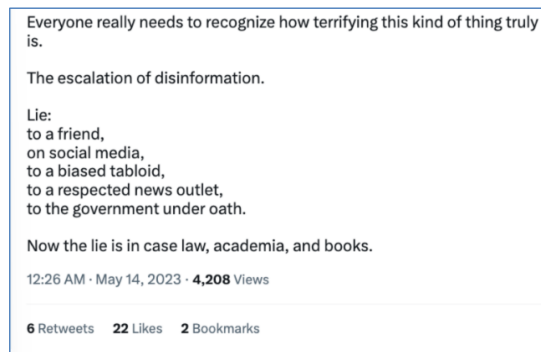 Everyone really needs to recognize how terrifying this kind of thing truly
is.
The escalation of disinformation.
Lie:
to a friend,
on social media,
to a biased tabloid,
to a respected news outlet,
to the government under oath.
Now the lie is in case law, academia, and books.
12:26 AM · May 14, 2023 · 4,208 Views
6 Retweets 22 Likes 2 Bookmarks